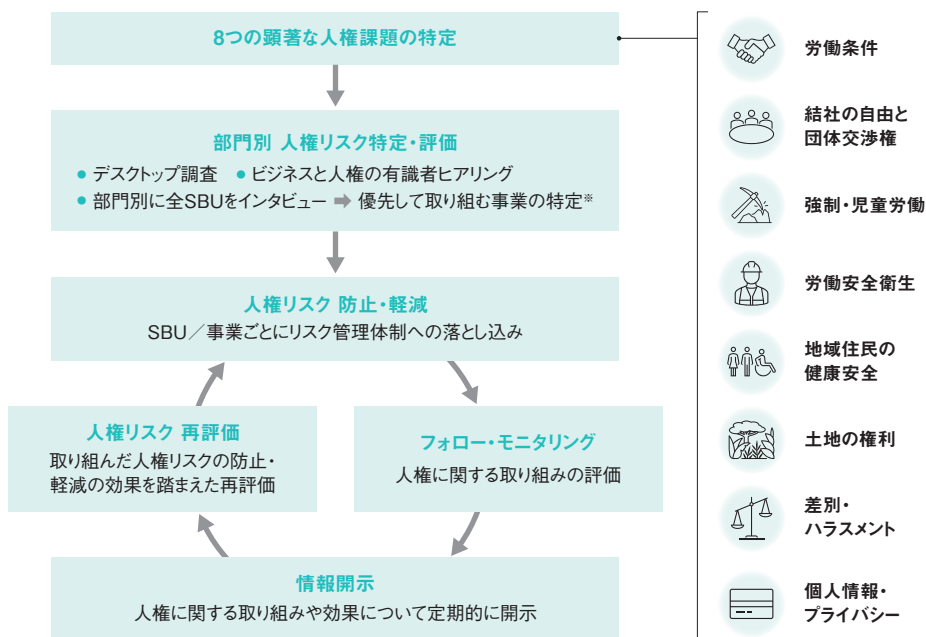 8つの顕著な人権課題の特定
部門別 人権リスク特定・評価
● デスクトップ調査 ● ビジネスと人権の有識者ヒアリング
● 部門別に全SBUをインタビュー ➡ 優先して取り組む事業の特定※
人権リスク 防止・軽減
SBU／事業ごとにリスク管理体制への落とし込み
人権リスク 再評価
取り組んだ人権リスクの防止・
軽減の効果を踏まえた再評価
フォロー・モニタリング
人権に関する取り組みの評価
情報開示
人権に関する取り組みや効果について定期的に開示
労働条件
結社の自由と
団体交渉権
強制・児童労働
労働安全衛生
地域住民の
健康安全
土地の権利
差別・
ハラスメント
個人情報・
プライバシー